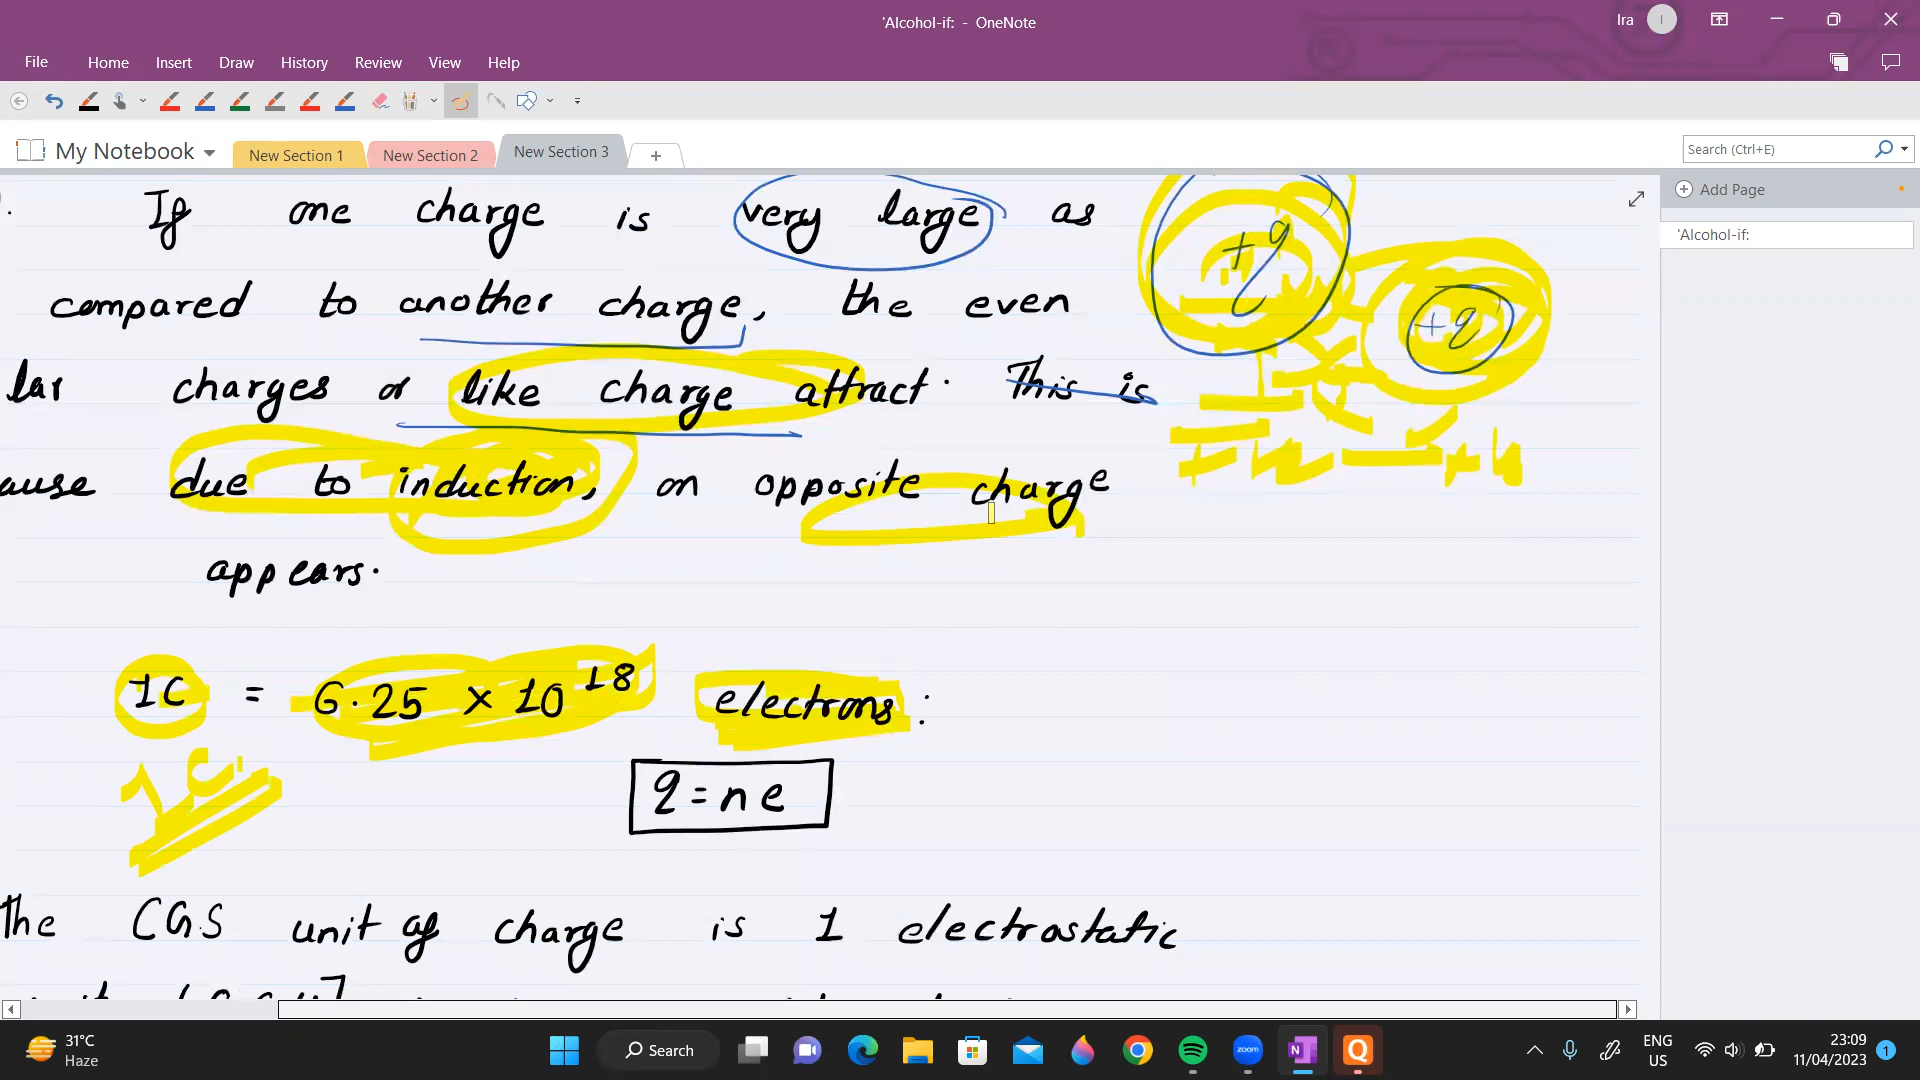 'Alcohol-if: - OneNote
Ira I
File Home Insert Draw History Review View Help
My Notebook New Section 1 New Section 2 New Section 3 Search (Ctrl+E)
Add Page
'Alcohol-if:
. If one charge is very large as
compared to another charge, the even
lar charges or like charge attract. This is
ause due to induction, an opposite charge
appears.
+q
+q
1C = 6.25 × 10^18 electrons:
1C
q = ne
The CGS unit of charge is 1 electrostatic
31°C
Haze
Search
zoom
ENG
US
23:09
11/04/2023
1